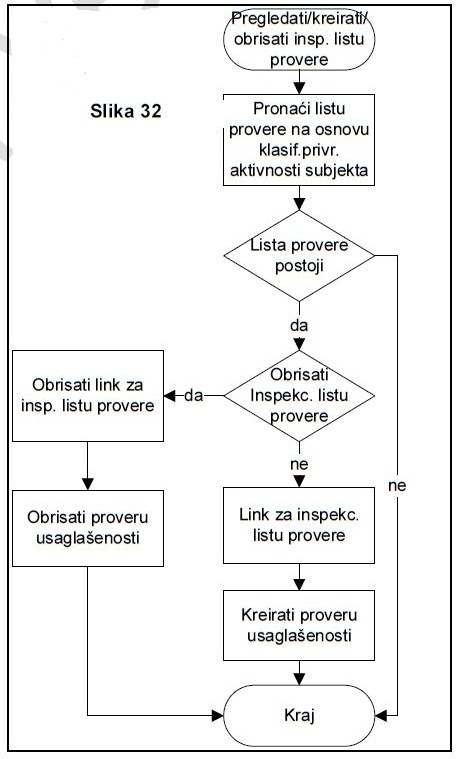 Pregledati/kreirati/
obrisati insp. listu
provere
Slika 32
Pronaći listu
provere na osnovu
klasif.privr.
aktivnosti subjekta
Lista provere
postoji
da
Obrisati
Inspekc. listu
provere
da
Obrisati link za
insp. listu provere
ne
ne
Link za inspekc.
listu provere
Obrisati proveru
usaglašenosti
Kreirati proveru
usaglašenosti
Kraj